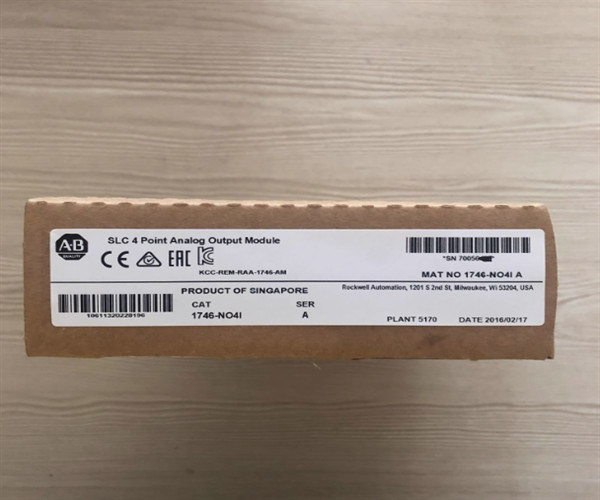 A-B
QUALITY
SLC 4 Point Analog Output Module
CE EAC
KCC-REM-RAA-1746-AM
*SN 70050
MAT NO 1746-NO4I A
PRODUCT OF SINGAPORE
Rockwell Automation, 1201 S 2nd St, Milwaukee, WI 53204, USA
10611320228196
CAT
1746-NO4I
SER
A
PLANT 5170
DATE 2016/02/17